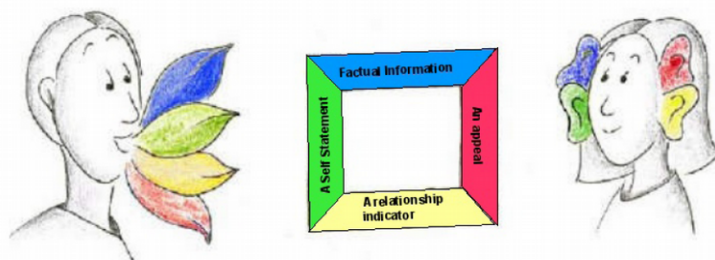 Factual Information
A Self Statement
An appeal
A relationship
indicator